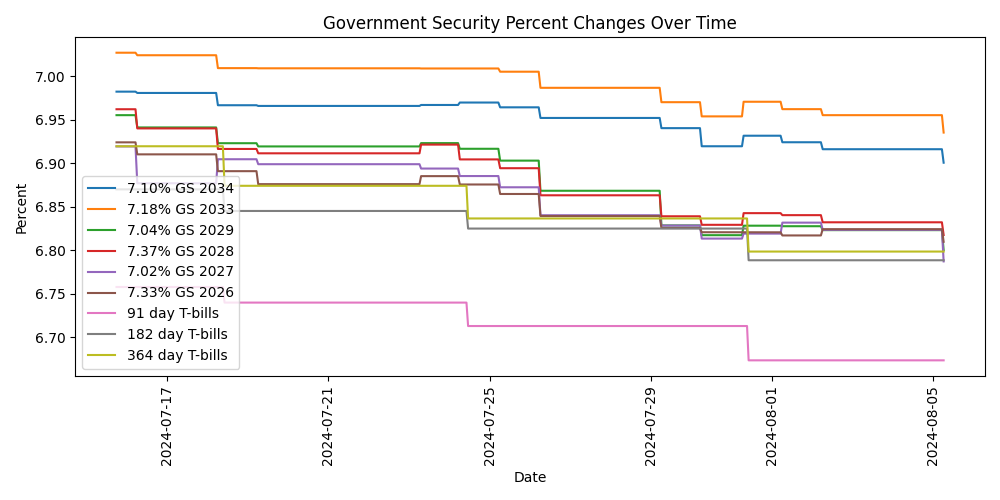 Government Security Percent Changes Over Time
Percent
7.00
6.95
6.90
6.85
6.80
6.75
6.70
7.10% GS 2034
7.18% GS 2033
7.04% GS 2029
7.37% GS 2028
7.02% GS 2027
7.33% GS 2026
91 day T-bills
182 day T-bills
364 day T-bills
2024-07-17
2024-07-21
2024-07-25
2024-07-29
2024-08-01
2024-08-05
Date